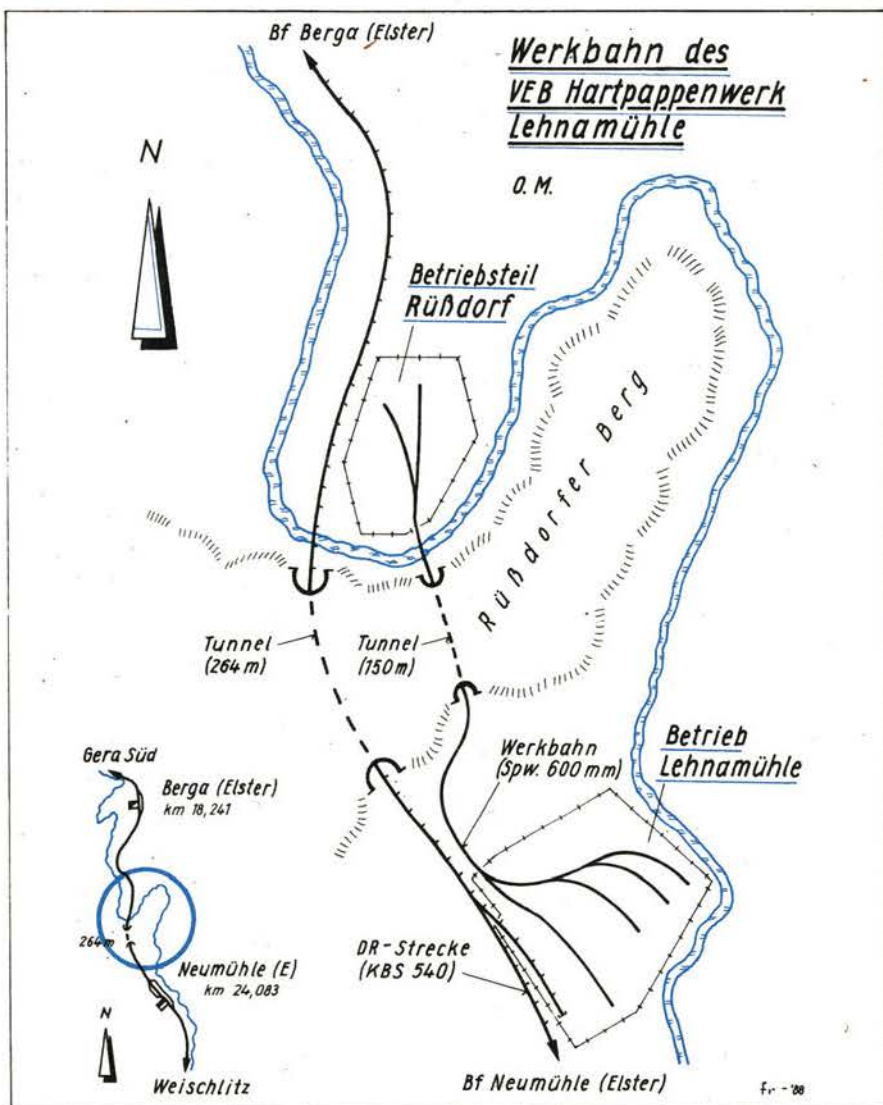 Bf Berga (Elster)
Werkbahn des
VEB Hartpappenwerk
Lehnamühle
O. M.
N
Betriebsteil
Rüßdorf
Rüßdorfer Berg
Tunnel
(264 m)
Tunnel
(150 m)
Werkbahn
(Spw. 600 mm)
Betrieb
Lehnamühle
Gera Süd
Berga (Elster)
km 18,241
264 m
Neumühle (E)
km 24,083
N
Weischlitz
DR-Strecke
(KBS 540)
Bf Neumühle (Elster)
fr - '88